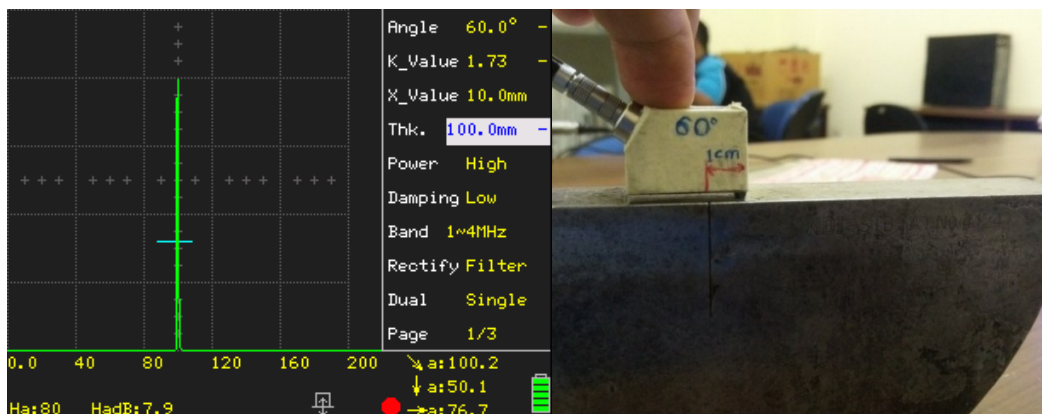 Angle 60.0° -
K_Value 1.73 -
X_Value 10.0mm
Thk. 100.0mm -
Power High
Damping Low
Band 1~4MHz
Rectify Filter
Dual Single
Page 1/3
0.0 40 80 120 160 200
↘a:100.2
↓a:50.1
Ha:80 HadB:7.9 →a:76.7
60°
1cm